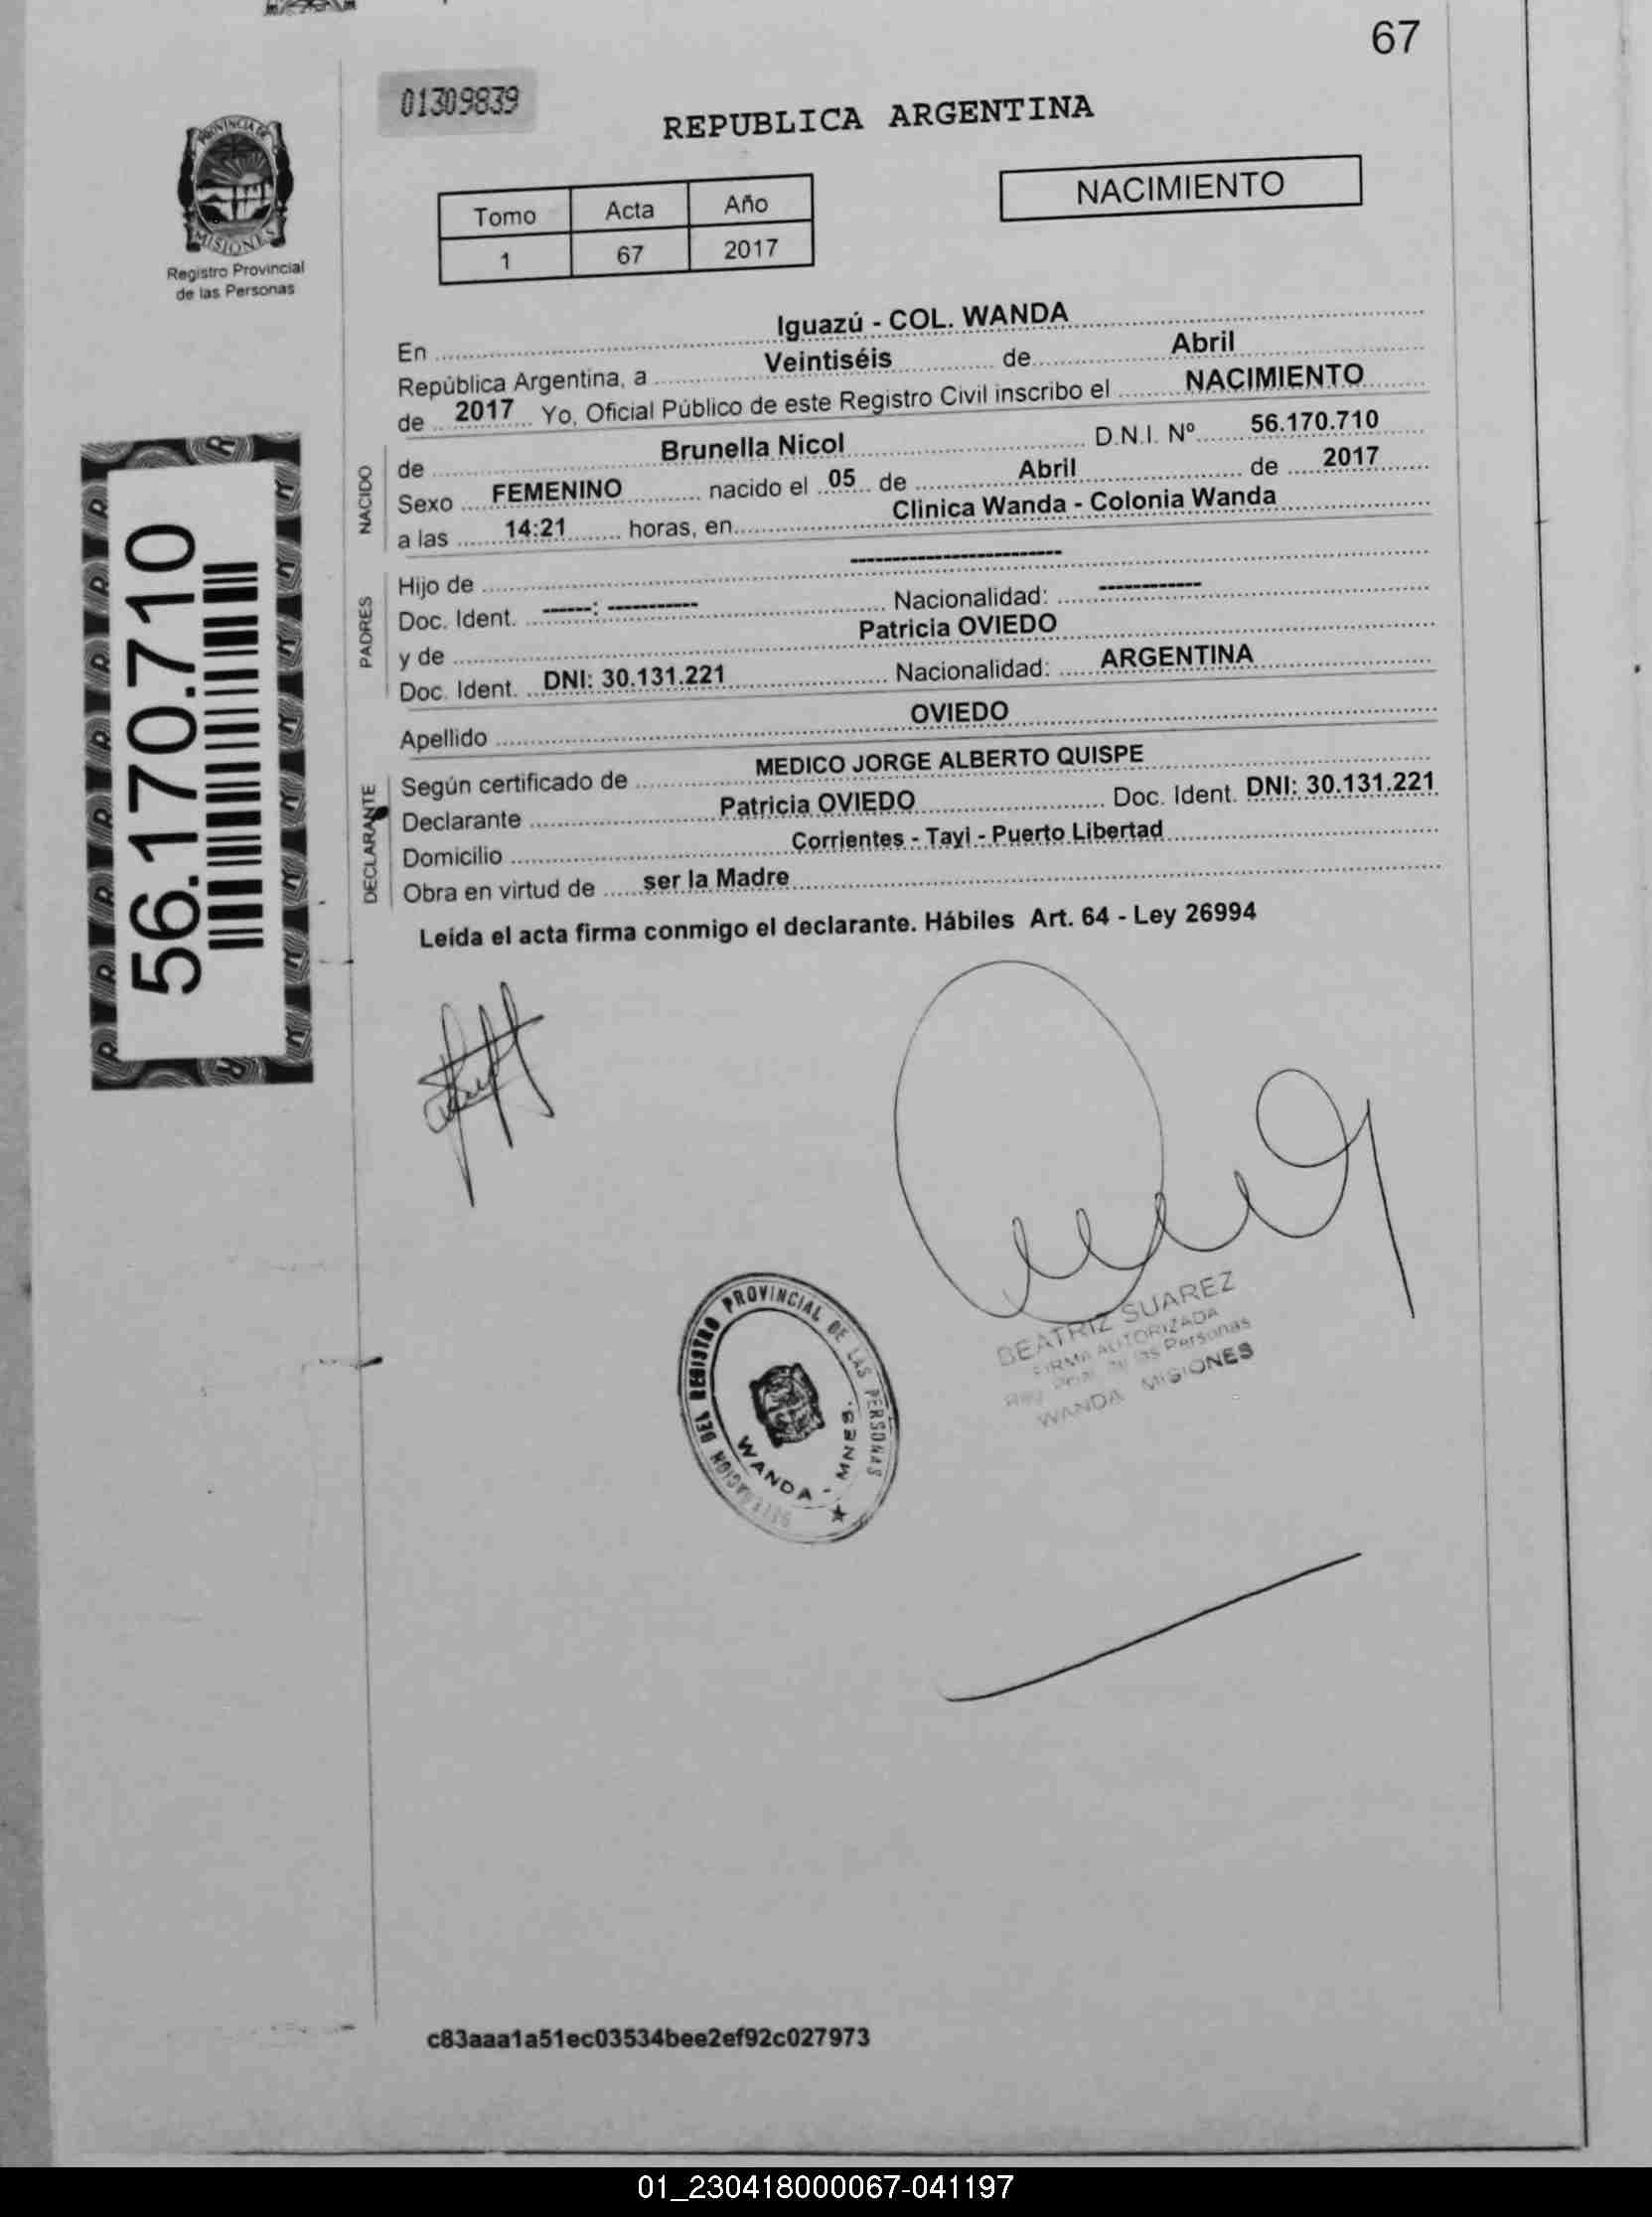 67
01309839
REPUBLICA ARGENTINA
PROVINCIA DE
MISIONES
Registro Provincial
de las Personas
Tomo Acta Año
1 67 2017
NACIMIENTO
En Iguazú - COL. WANDA
República Argentina, a Veintiséis de Abril
de 2017 Yo, Oficial Público de este Registro Civil inscribo el NACIMIENTO
NACIDO
de Brunella Nicol D.N.I. Nº 56.170.710
Sexo FEMENINO nacido el 05 de Abril de 2017
a las 14:21 horas, en Clinica Wanda - Colonia Wanda
PADRES
Hijo de -----------------------
Doc. Ident. ------: ----------- Nacionalidad: ------------
y de Patricia OVIEDO
Doc. Ident. DNI: 30.131.221 Nacionalidad: ARGENTINA
Apellido OVIEDO
DECLARANTE
Según certificado de MEDICO JORGE ALBERTO QUISPE
Declarante Patricia OVIEDO Doc. Ident. DNI: 30.131.221
Domicilio Corrientes - Tayi - Puerto Libertad
Obra en virtud de ser la Madre
Leida el acta firma conmigo el declarante. Hábiles Art. 64 - Ley 26994
56.170.710
DEL REGISTRO PROVINCIAL DE LAS PERSONAS
WANDA - MNES.
BEATRIZ SUAREZ
FIRMA AUTORIZADA
de las Personas
WANDA MISIONES
c83aaa1a51ec03534bee2ef92c027973
01_230418000067-041197